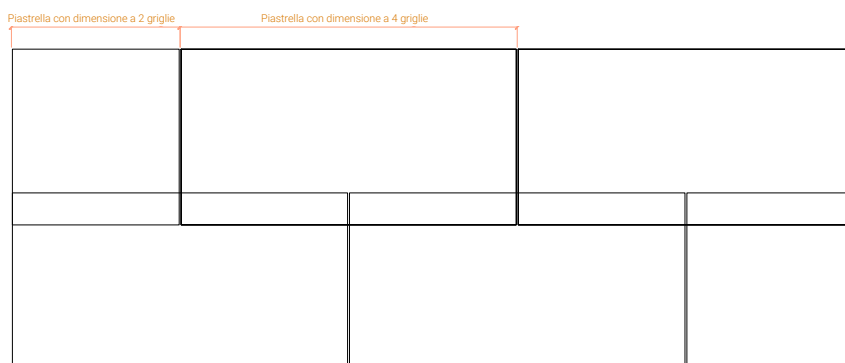 Piastrella con dimensione a 2 griglie
Piastrella con dimensione a 4 griglie